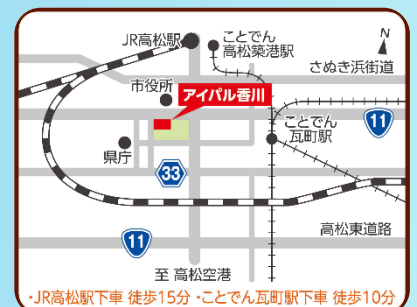 JR高松駅
ことでん
高松築港駅
N
さぬき浜街道
市役所
アイパル香川
11
ことでん
瓦町駅
県庁
33
高松東道路
11
至 高松空港
・JR高松駅下車 徒歩15分 ・ことでん瓦町駅下車 徒歩10分